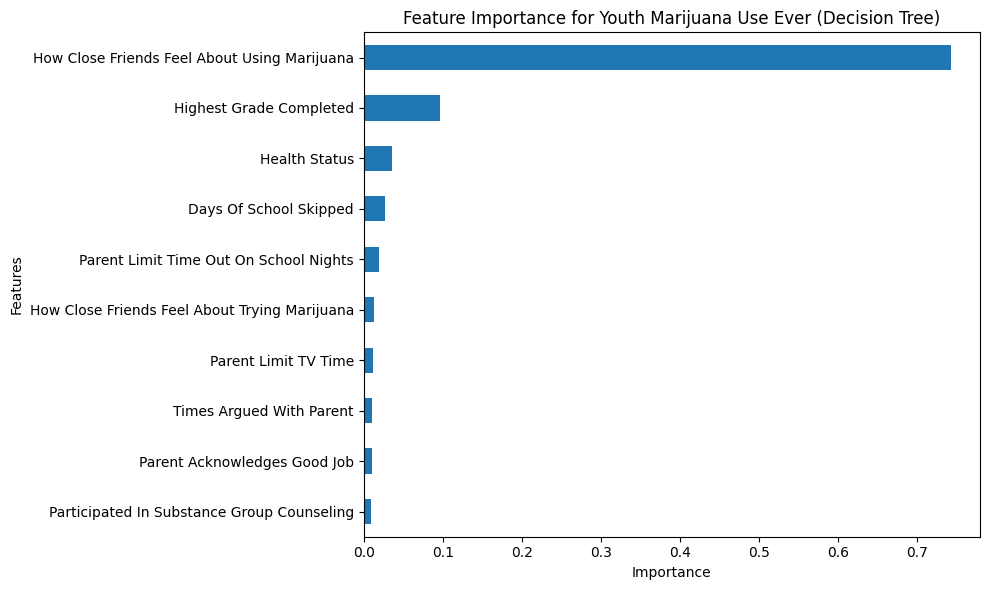 Feature Importance for Youth Marijuana Use Ever (Decision Tree)
Features
How Close Friends Feel About Using Marijuana
Highest Grade Completed
Health Status
Days Of School Skipped
Parent Limit Time Out On School Nights
How Close Friends Feel About Trying Marijuana
Parent Limit TV Time
Times Argued With Parent
Parent Acknowledges Good Job
Participated In Substance Group Counseling
0.0 0.1 0.2 0.3 0.4 0.5 0.6 0.7
Importance